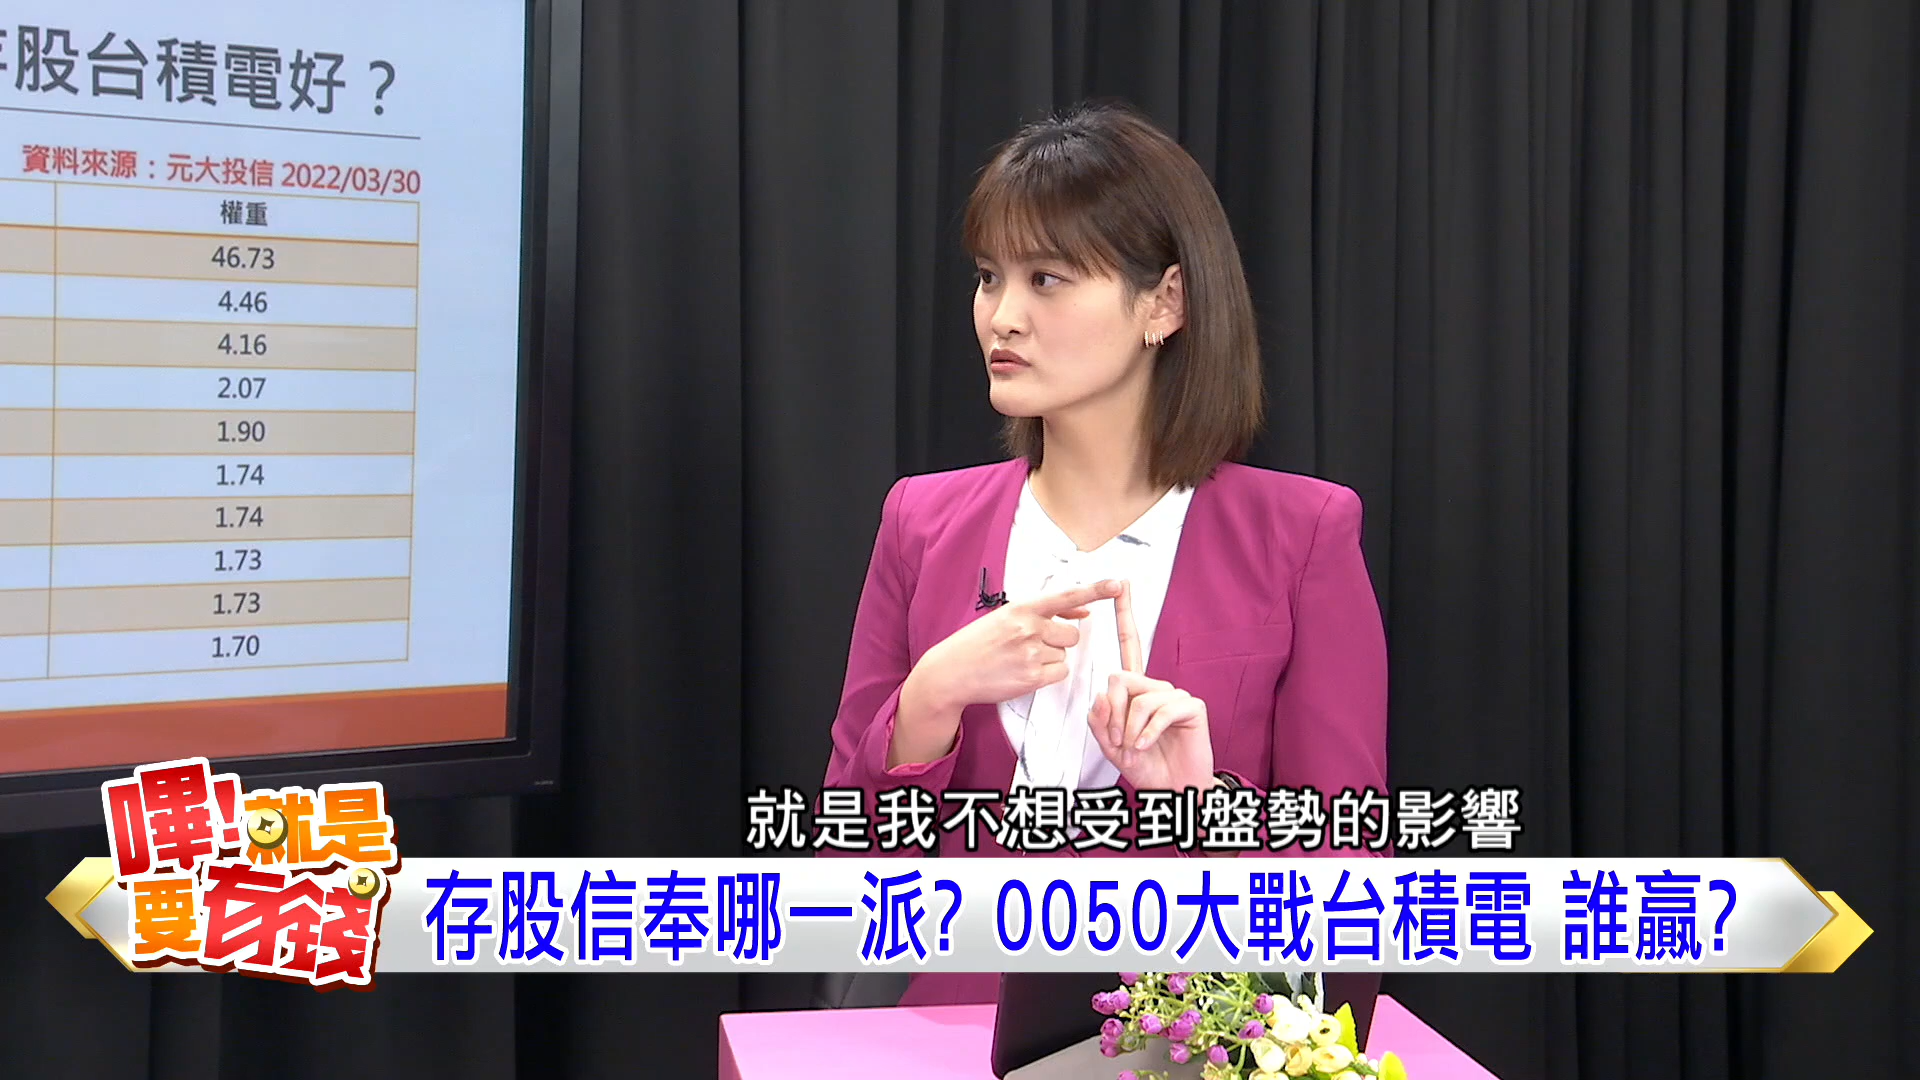 存股台積電好？
資料來源：元大投信 2022/03/30
權重
46.73
4.46
4.16
2.07
1.90
1.74
1.74
1.73
1.73
1.70
就是我不想受到盤勢的影響
嗶!就是
要有錢
存股信奉哪一派? 0050大戰台積電 誰贏?